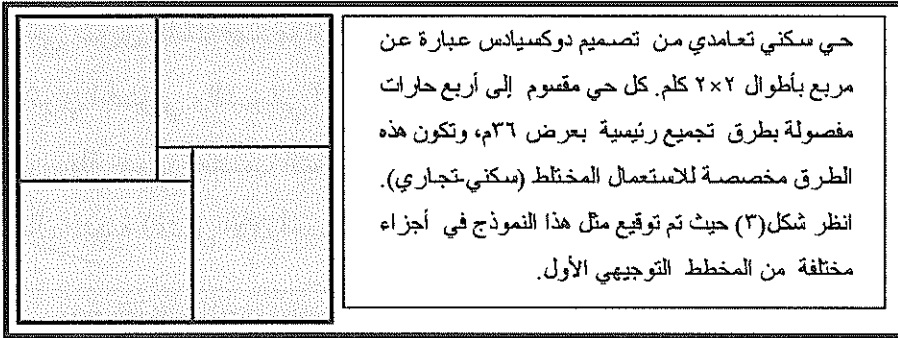 حي سكني تعامدي من تصميم دوكسيادس عبارة عن
مربع بأطوال ٢×٢ كلم. كل حي مقسوم إلى أربع حارات
مفصولة بطرق تجميع رئيسية بعرض ٣٦م، وتكون هذه
الطرق مخصصة للاستعمال المختلط (سكني-تجاري).
انظر شكل(٣) حيث تم توقيع مثل هذا النموذج في أجزاء
مختلفة من المخطط التوجيهي الأول.